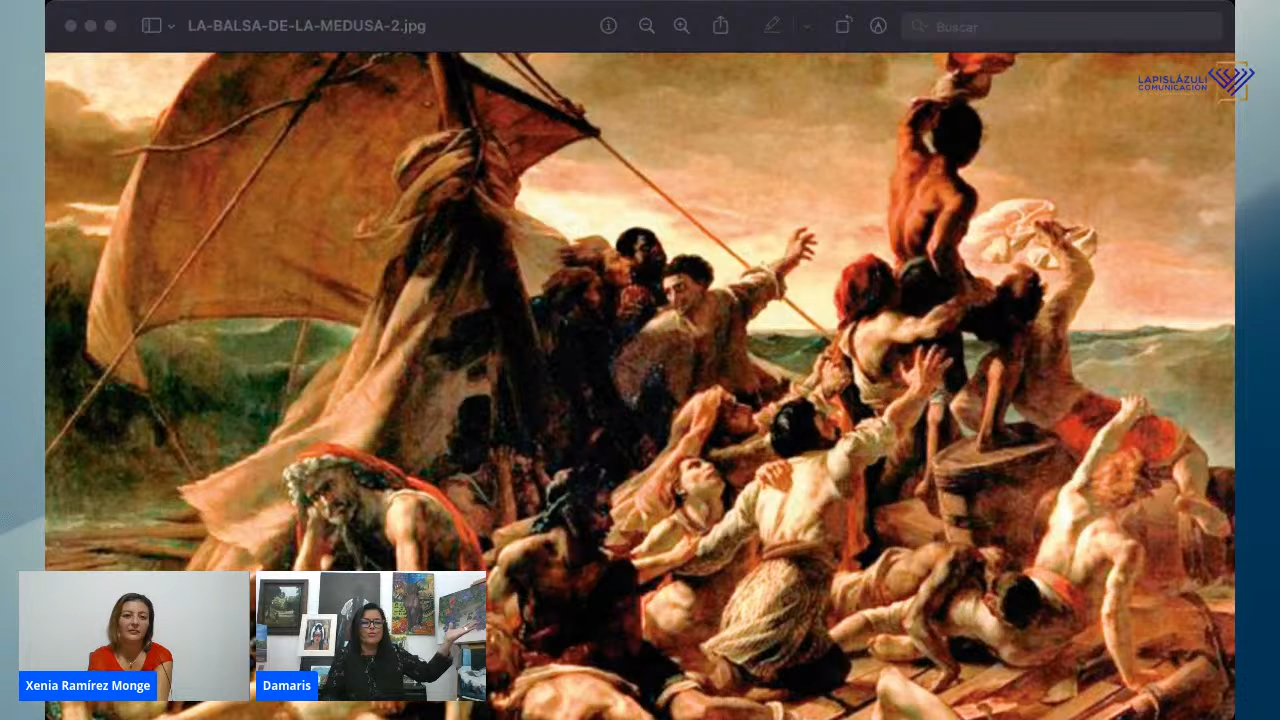 LA-BALSA-DE-LA-MEDUSA-2.jpg
Buscar
LAPISLÁZULI
COMUNICACIÓN
Xenia Ramírez Monge
Damaris